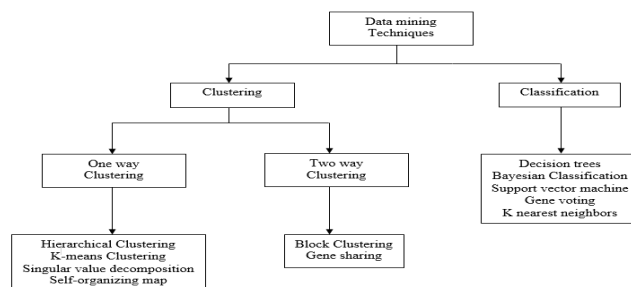 Data mining
Techniques
Clustering
Classification
One way
Clustering
Two way
Clustering
Decision trees
Bayesian Classification
Support vector machine
Gene voting
K nearest neighbors
Hierarchical Clustering
K-means Clustering
Singular value decomposition
Self-organizing map
Block Clustering
Gene sharing